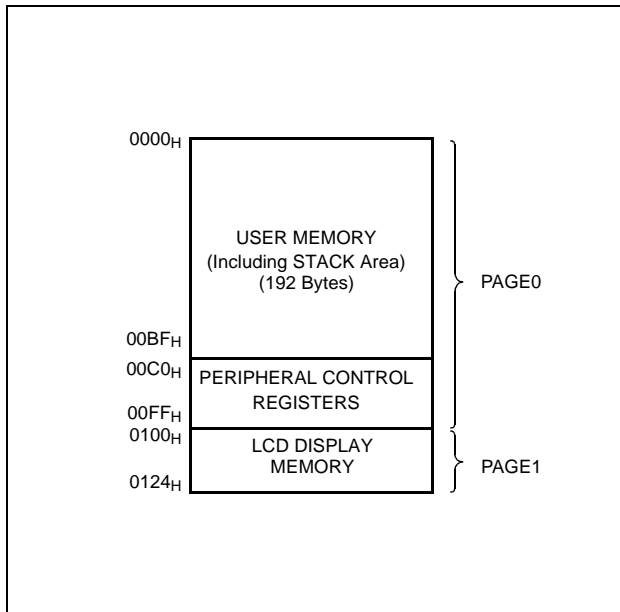 0000H
USER MEMORY
(Including STACK Area)
(192 Bytes)
PAGE0
00BFH
00C0H
PERIPHERAL CONTROL
REGISTERS
00FFH
0100H
LCD DISPLAY
MEMORY
PAGE1
0124H